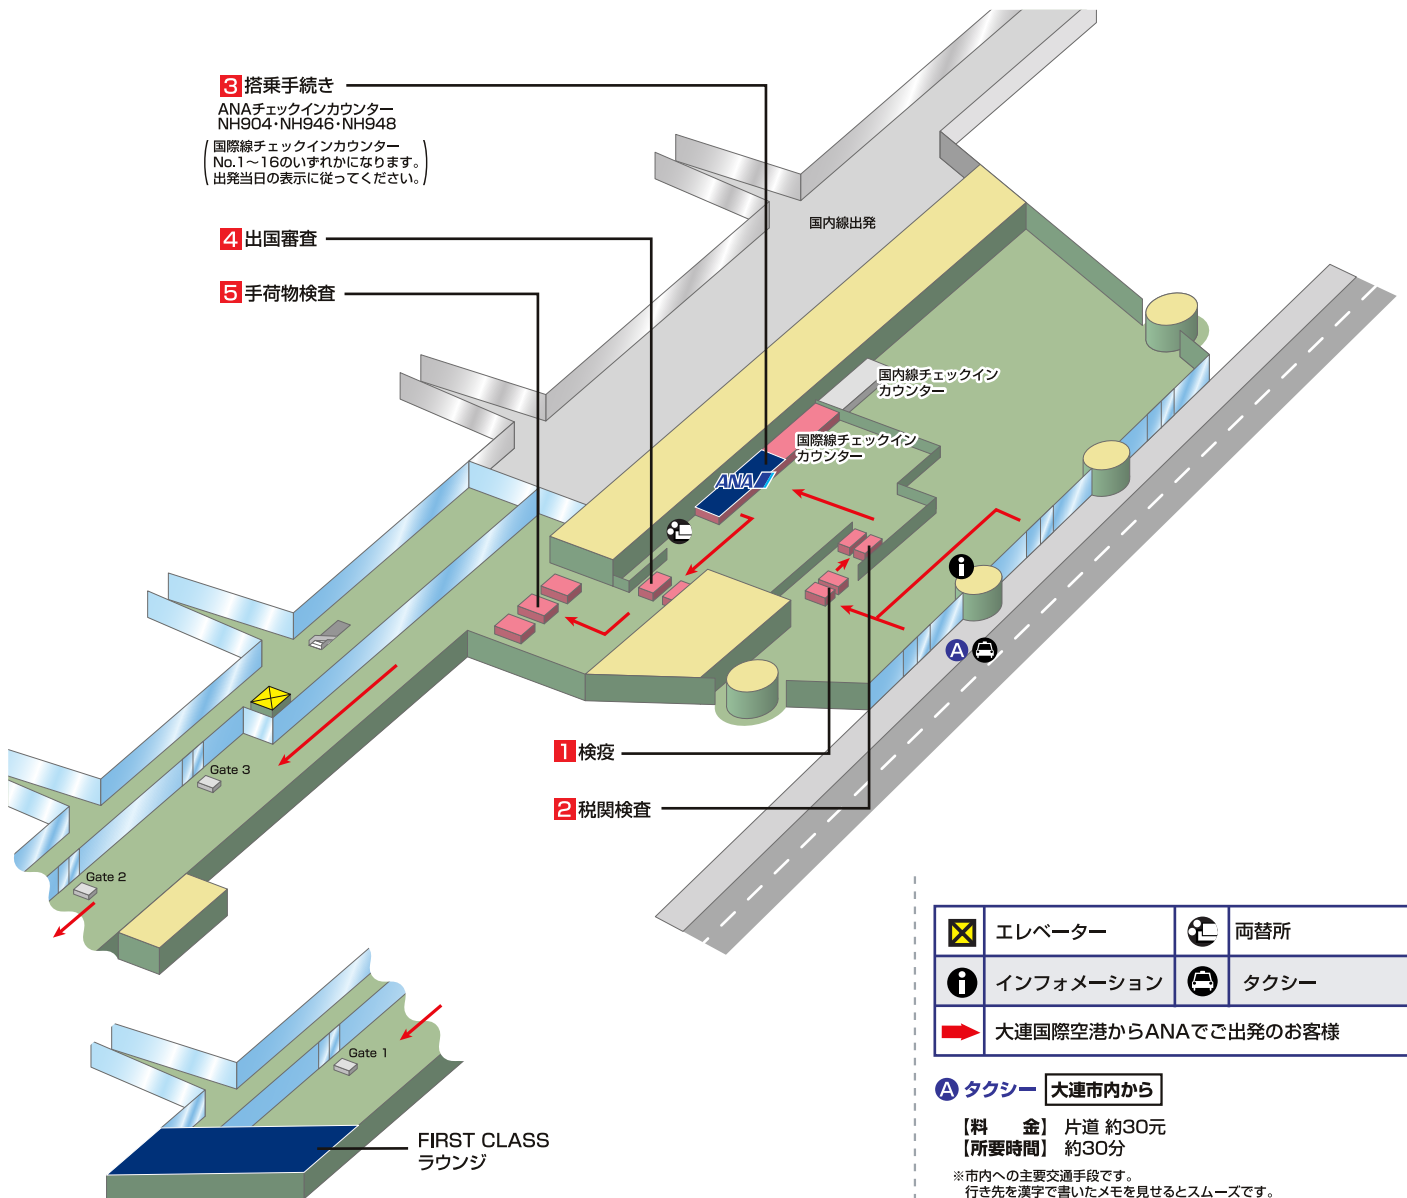 3 搭乗手続き
ANAチェックインカウンター
NH904・NH946・NH948
国際線チェックインカウンター
No.1～16のいずれかになります。
出発当日の表示に従ってください。
4 出国審査
5 手荷物検査
国内線出発
国内線チェックイン
カウンター
国際線チェックイン
カウンター
ANA
A
1 検疫
2 税関検査
Gate 3
Gate 2
Gate 1
FIRST CLASS
ラウンジ
エレベーター
両替所
インフォメーション
タクシー
大連国際空港からANAでご出発のお客様
A タクシー 大連市内から
【料　金】 片道 約30元
【所要時間】 約30分
※市内への主要交通手段です。
行き先を漢字で書いたメモを見せるとスムーズです。